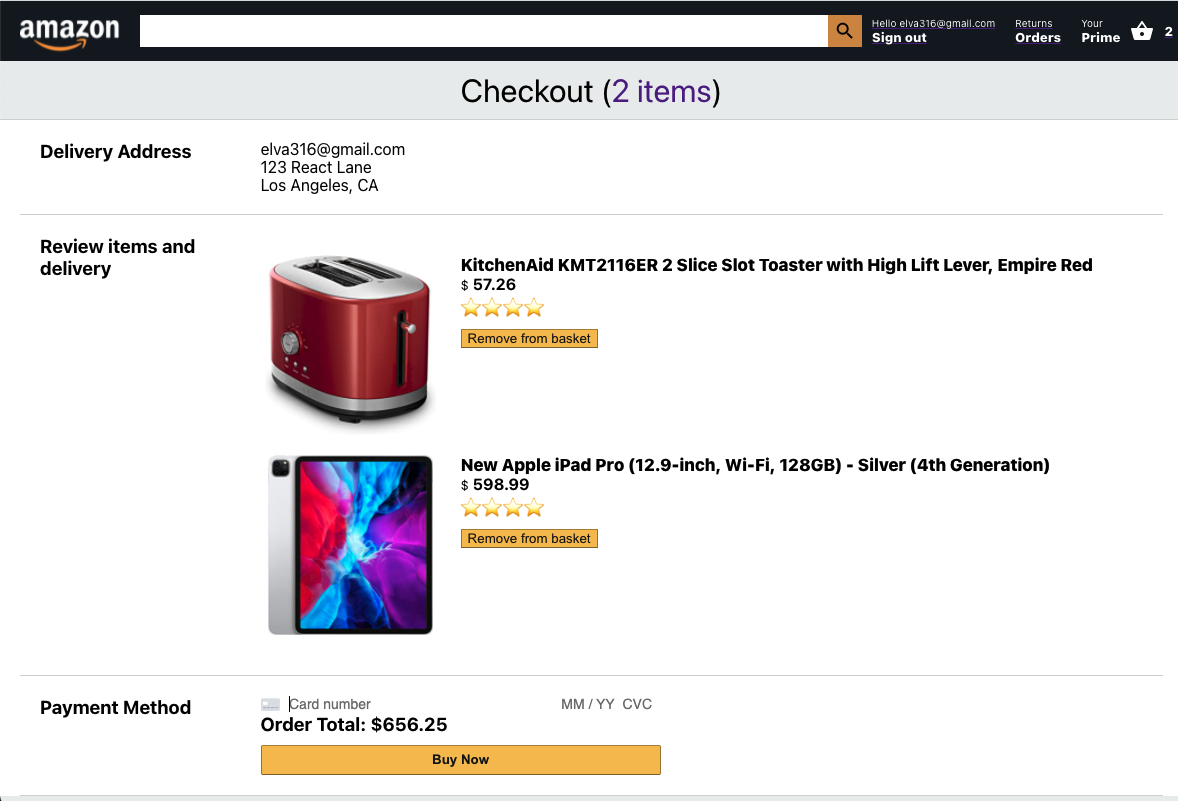 amazon
Hello elva316@gmail.com
Sign out
Returns
Orders
Your
Prime
2
Checkout (2 items)
Delivery Address
elva316@gmail.com
123 React Lane
Los Angeles, CA
Review items and
delivery
KitchenAid KMT2116ER 2 Slice Slot Toaster with High Lift Lever, Empire Red
$ 57.26
Remove from basket
New Apple iPad Pro (12.9-inch, Wi-Fi, 128GB) - Silver (4th Generation)
$ 598.99
Remove from basket
Payment Method
Card number MM / YY CVC
Order Total: $656.25
Buy Now